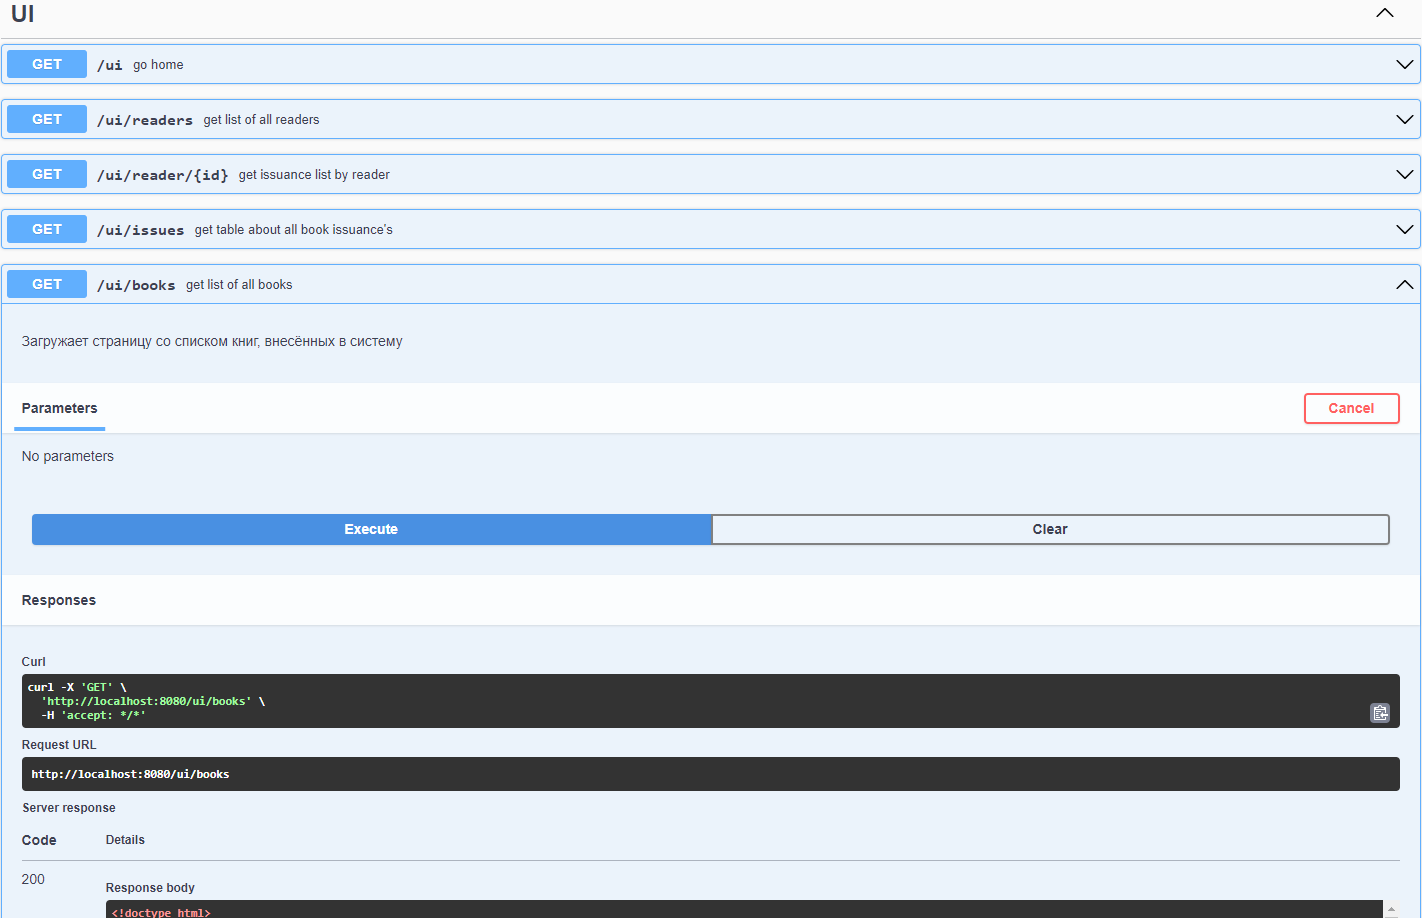 UI
GET /ui go home
GET /ui/readers get list of all readers
GET /ui/reader/{id} get issuance list by reader
GET /ui/issues get table about all book issuance's
GET /ui/books get list of all books
Загружает страницу со списком книг, внесённых в систему
Parameters Cancel
No parameters
Execute Clear
Responses
Curl
curl -X 'GET' \
'http://localhost:8080/ui/books' \
-H 'accept: */*'
Request URL
http://localhost:8080/ui/books
Server response
Code Details
200
Response body
<!doctype html>